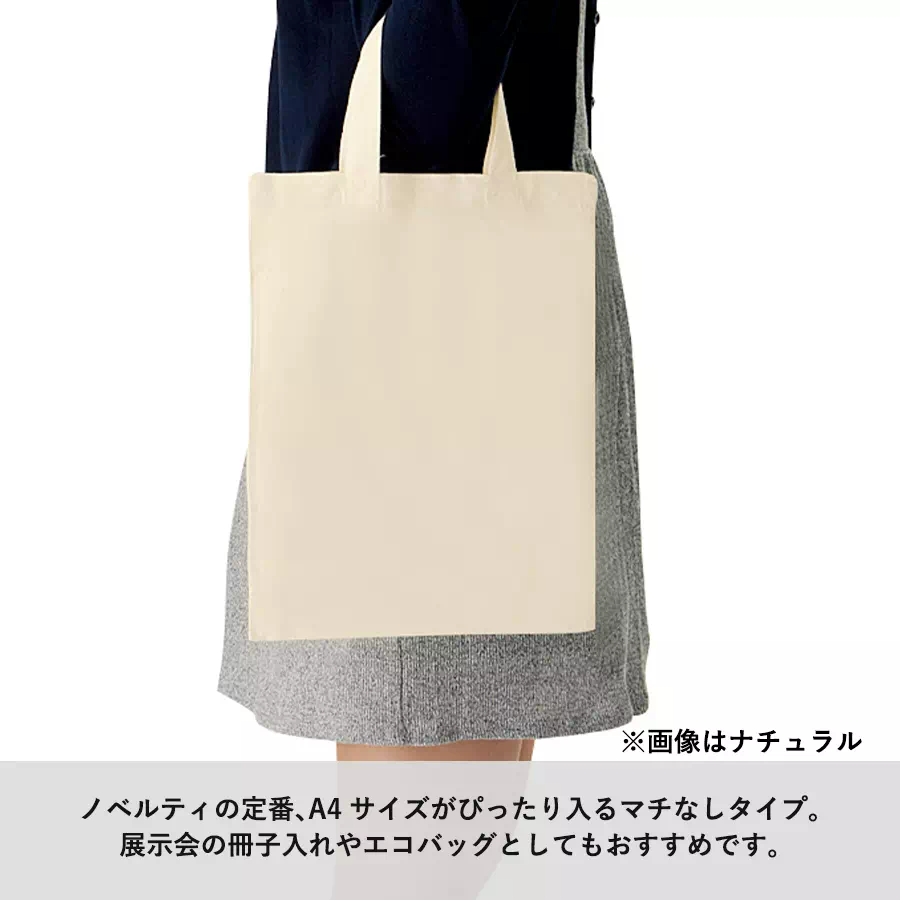 ※画像はナチュラル
ノベルティの定番、A4サイズがぴったり入るマチなしタイプ。
展示会の冊子入れやエコバッグとしてもおすすめです。